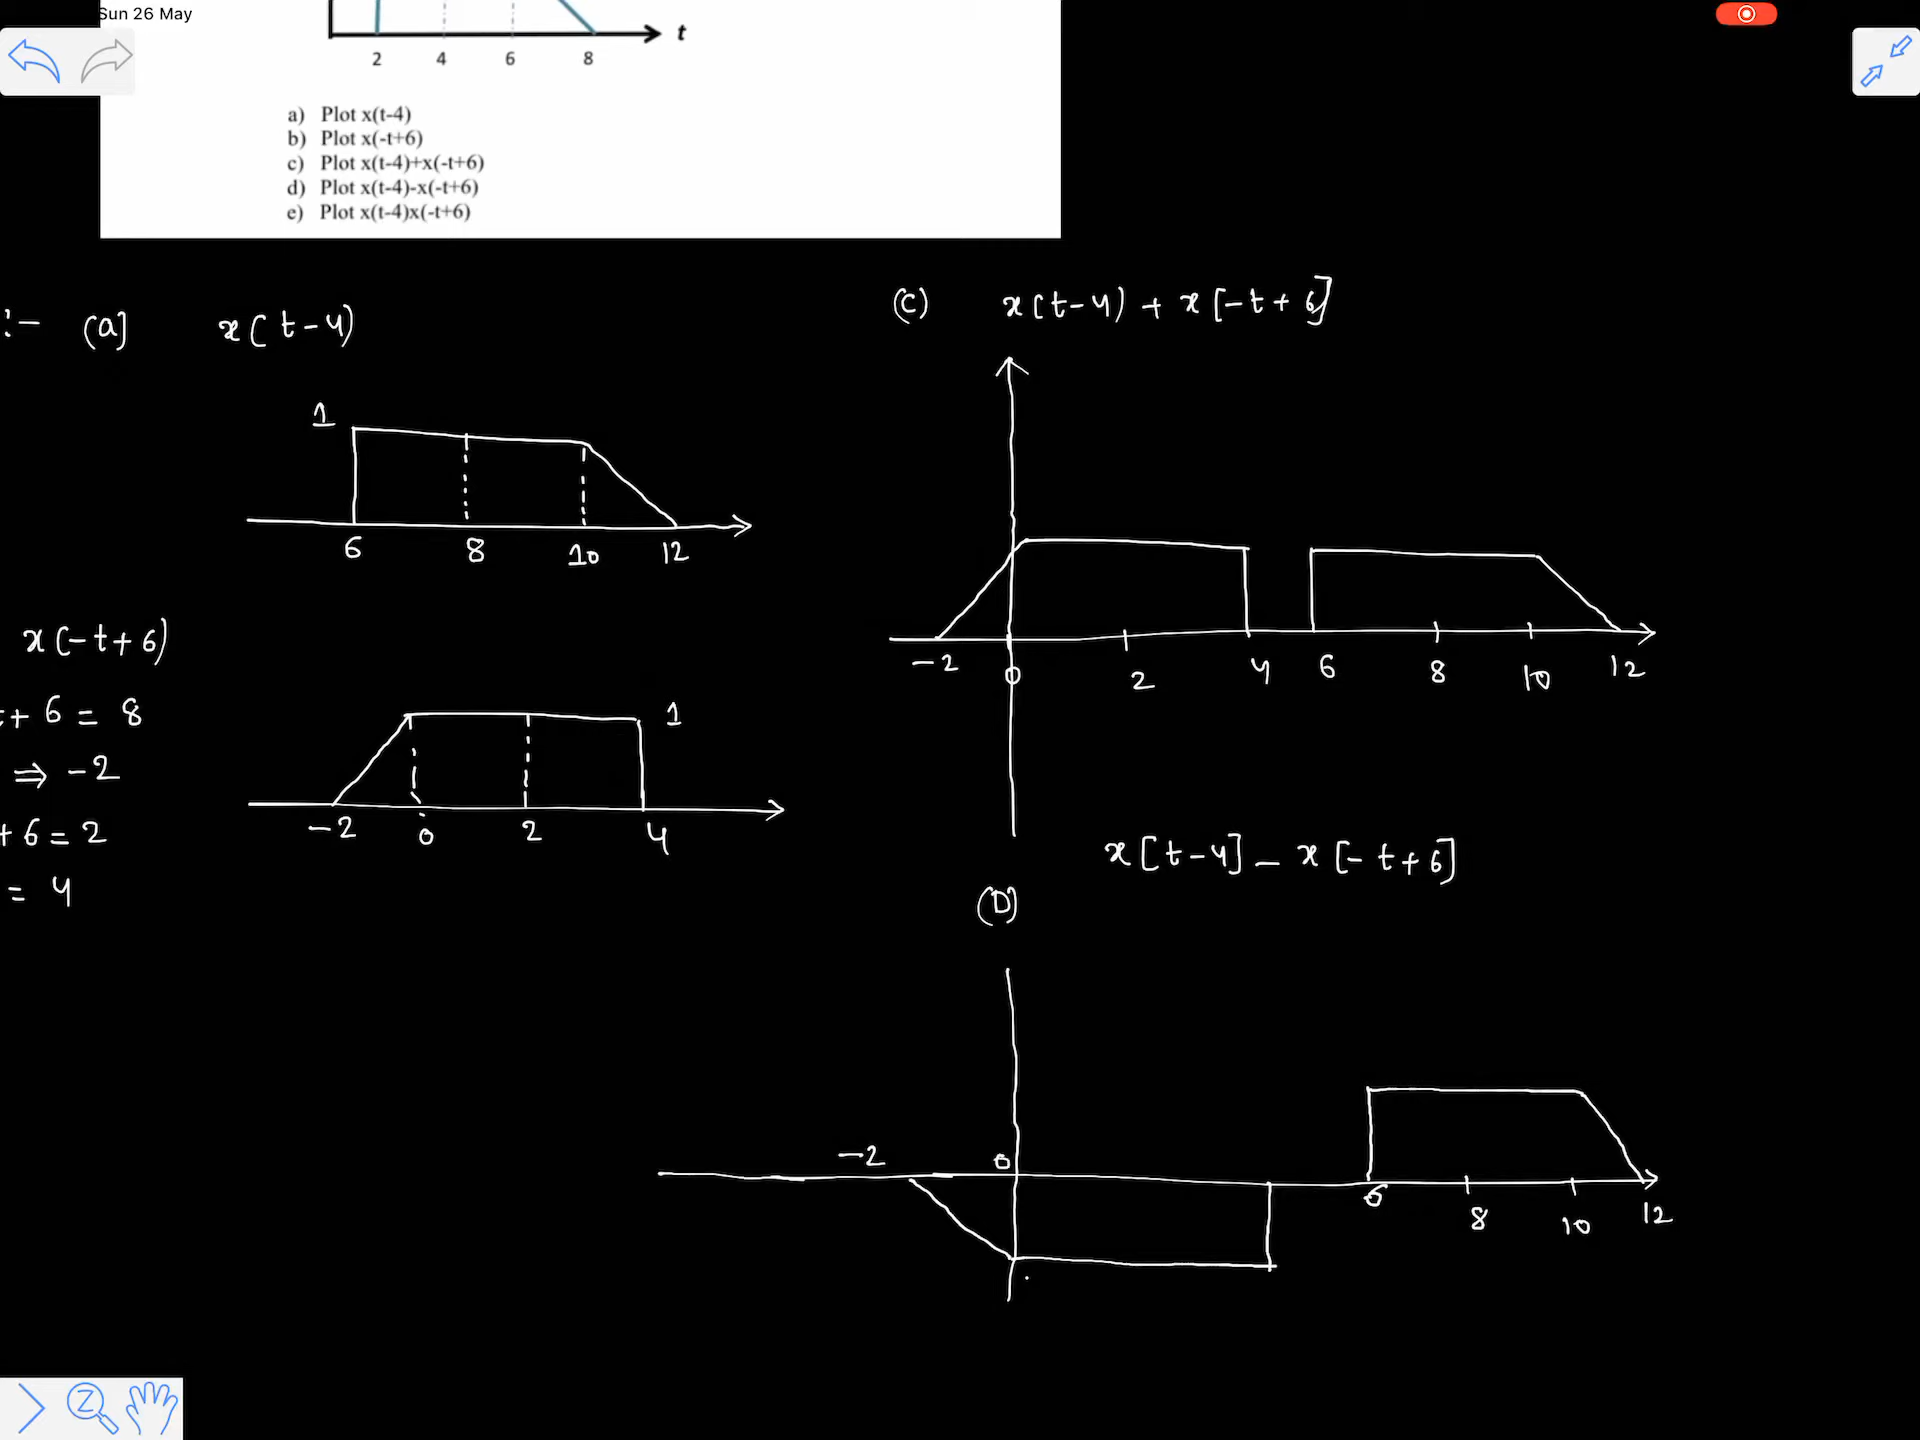 Sun 26 May
t
2 4 6 8
a) Plot x(t-4)
b) Plot x(-t+6)
c) Plot x(t-4)+x(-t+6)
d) Plot x(t-4)-x(-t+6)
e) Plot x(t-4)x(-t+6)
:- (a] x(t-4)
1
6 8 10 12
x(-t+6)
+ 6 = 8
⇒ -2
+ 6 = 2
= 4
1
-2 0 2 4
(C) x(t-4) + x[-t+6]
-2 0 2 4 6 8 10 12
(D) x[t-4] - x[-t+6]
-2 0 6 8 10 12